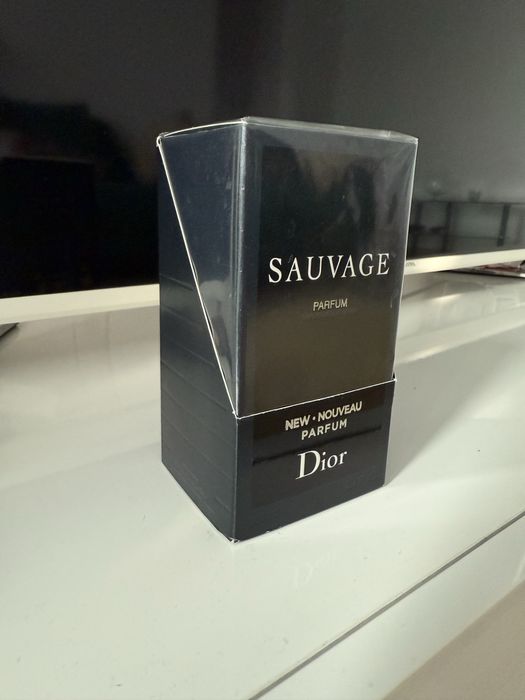 SAUVAGE
PARFUM
NEW • NOUVEAU
PARFUM
Dior